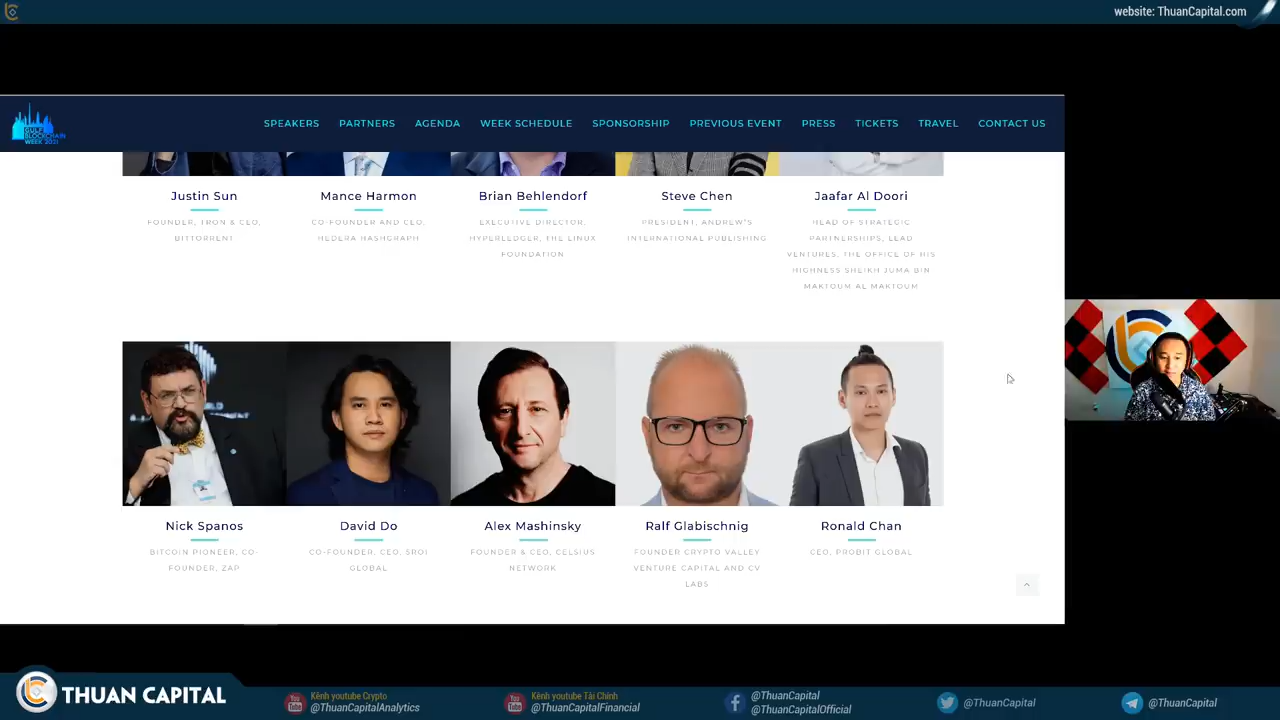 website: ThuanCapital.com
GULF
BLOCKCHAIN
WEEK 2021
SPEAKERS PARTNERS AGENDA WEEK SCHEDULE SPONSORSHIP PREVIOUS EVENT PRESS TICKETS TRAVEL CONTACT US
Justin Sun
FOUNDER, TRON & CEO,
BITTORRENT
Mance Harmon
CO-FOUNDER AND CEO,
HEDERA HASHGRAPH
Brian Behlendorf
EXECUTIVE DIRECTOR,
HYPERLEDGER, THE LINUX
FOUNDATION
Steve Chen
PRESIDENT, ANDREW'S
INTERNATIONAL PUBLISHING
Jaafar Al Doori
HEAD OF STRATEGIC
PARTNERSHIPS, LEAD
VENTURES, THE OFFICE OF HIS
HIGHNESS SHEIKH JUMA BIN
MAKTOUM AL MAKTOUM
Nick Spanos
BITCOIN PIONEER, CO-
FOUNDER, ZAP
David Do
CO-FOUNDER, CEO, SROI
GLOBAL
Alex Mashinsky
FOUNDER & CEO, CELSIUS
NETWORK
Ralf Glabischnig
FOUNDER CRYPTO VALLEY
VENTURE CAPITAL AND CV
LABS
Ronald Chan
CEO, PROBIT GLOBAL
THUAN CAPITAL
Kênh youtube Crypto
@ThuanCapitalAnalytics
Kênh youtube Tài Chính
@ThuanCapitalFinancial
@ThuanCapital
@ThuanCapitalOfficial
@ThuanCapital
@ThuanCapital